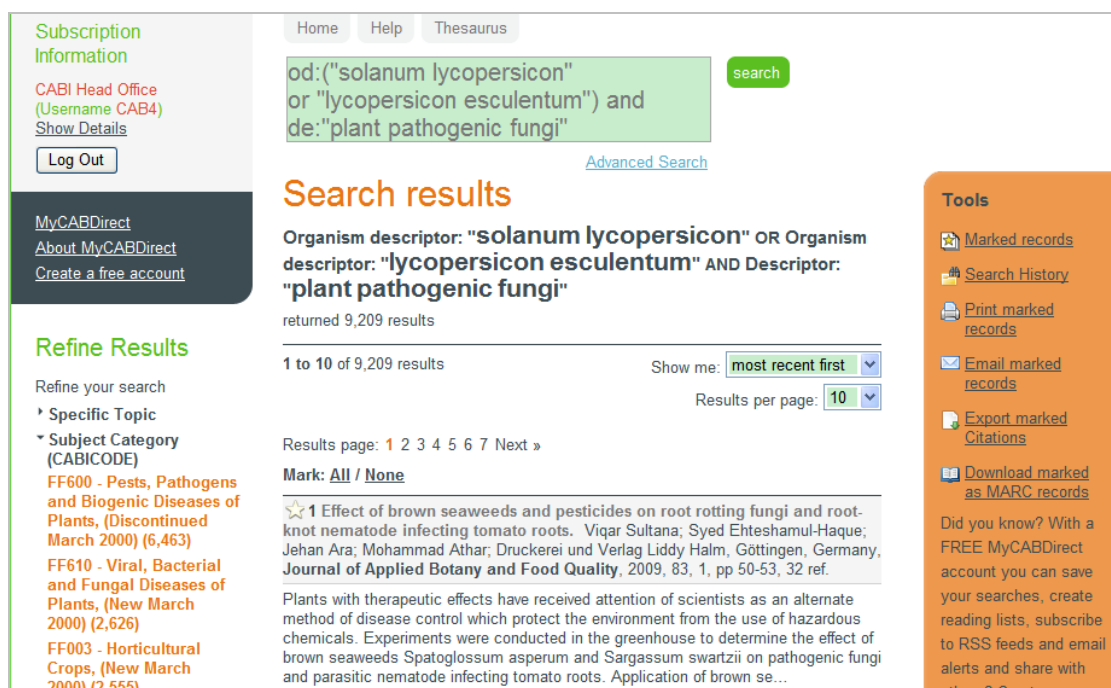 Subscription
Information
CABI Head Office
(Username CAB4)
Show Details
Log Out
MyCABDirect
About MyCABDirect
Create a free account
Refine Results
Refine your search
Specific Topic
Subject Category
(CABICODE)
FF600 - Pests, Pathogens
and Biogenic Diseases of
Plants, (Discontinued
March 2000) (6,463)
FF610 - Viral, Bacterial
and Fungal Diseases of
Plants, (New March
2000) (2,626)
FF003 - Horticultural
Crops, (New March
2000) (2,555)
Home Help Thesaurus
od:("solanum lycopersicon"
or "lycopersicon esculentum") and
de:"plant pathogenic fungi"
search
Advanced Search
Search results
Organism descriptor: "solanum lycopersicon" OR Organism
descriptor: "lycopersicon esculentum" AND Descriptor:
"plant pathogenic fungi"
returned 9,209 results
1 to 10 of 9,209 results
Show me: most recent first
Results per page: 10
Results page: 1 2 3 4 5 6 7 Next »
Mark: All / None
1 Effect of brown seaweeds and pesticides on root rotting fungi and root-
knot nematode infecting tomato roots. Viqar Sultana; Syed Ehteshamul-Haque;
Jehan Ara; Mohammad Athar; Druckerei und Verlag Liddy Halm, Göttingen, Germany,
Journal of Applied Botany and Food Quality, 2009, 83, 1, pp 50-53, 32 ref.
Plants with therapeutic effects have received attention of scientists as an alternate
method of disease control which protect the environment from the use of hazardous
chemicals. Experiments were conducted in the greenhouse to determine the effect of
brown seaweeds Spatoglossum asperum and Sargassum swartzii on pathogenic fungi
and parasitic nematode infecting tomato roots. Application of brown se...
Tools
Marked records
Search History
Print marked
records
Email marked
records
Export marked
Citations
Download marked
as MARC records
Did you know? With a
FREE MyCABDirect
account you can save
your searches, create
reading lists, subscribe
to RSS feeds and email
alerts and share with